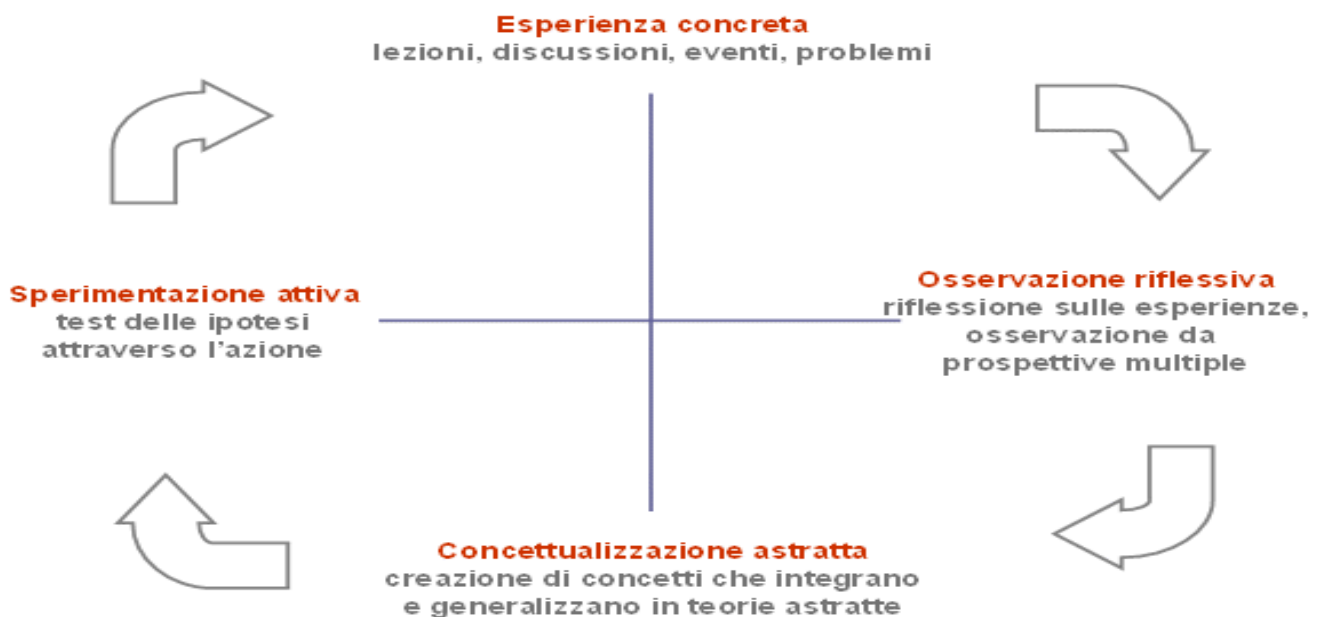 Esperienza concreta
lezioni, discussioni, eventi, problemi
Sperimentazione attiva
test delle ipotesi
attraverso l'azione
Osservazione riflessiva
riflessione sulle esperienze,
osservazione da
prospettive multiple
Concettualizzazione astratta
creazione di concetti che integrano
e generalizzano in teorie astratte